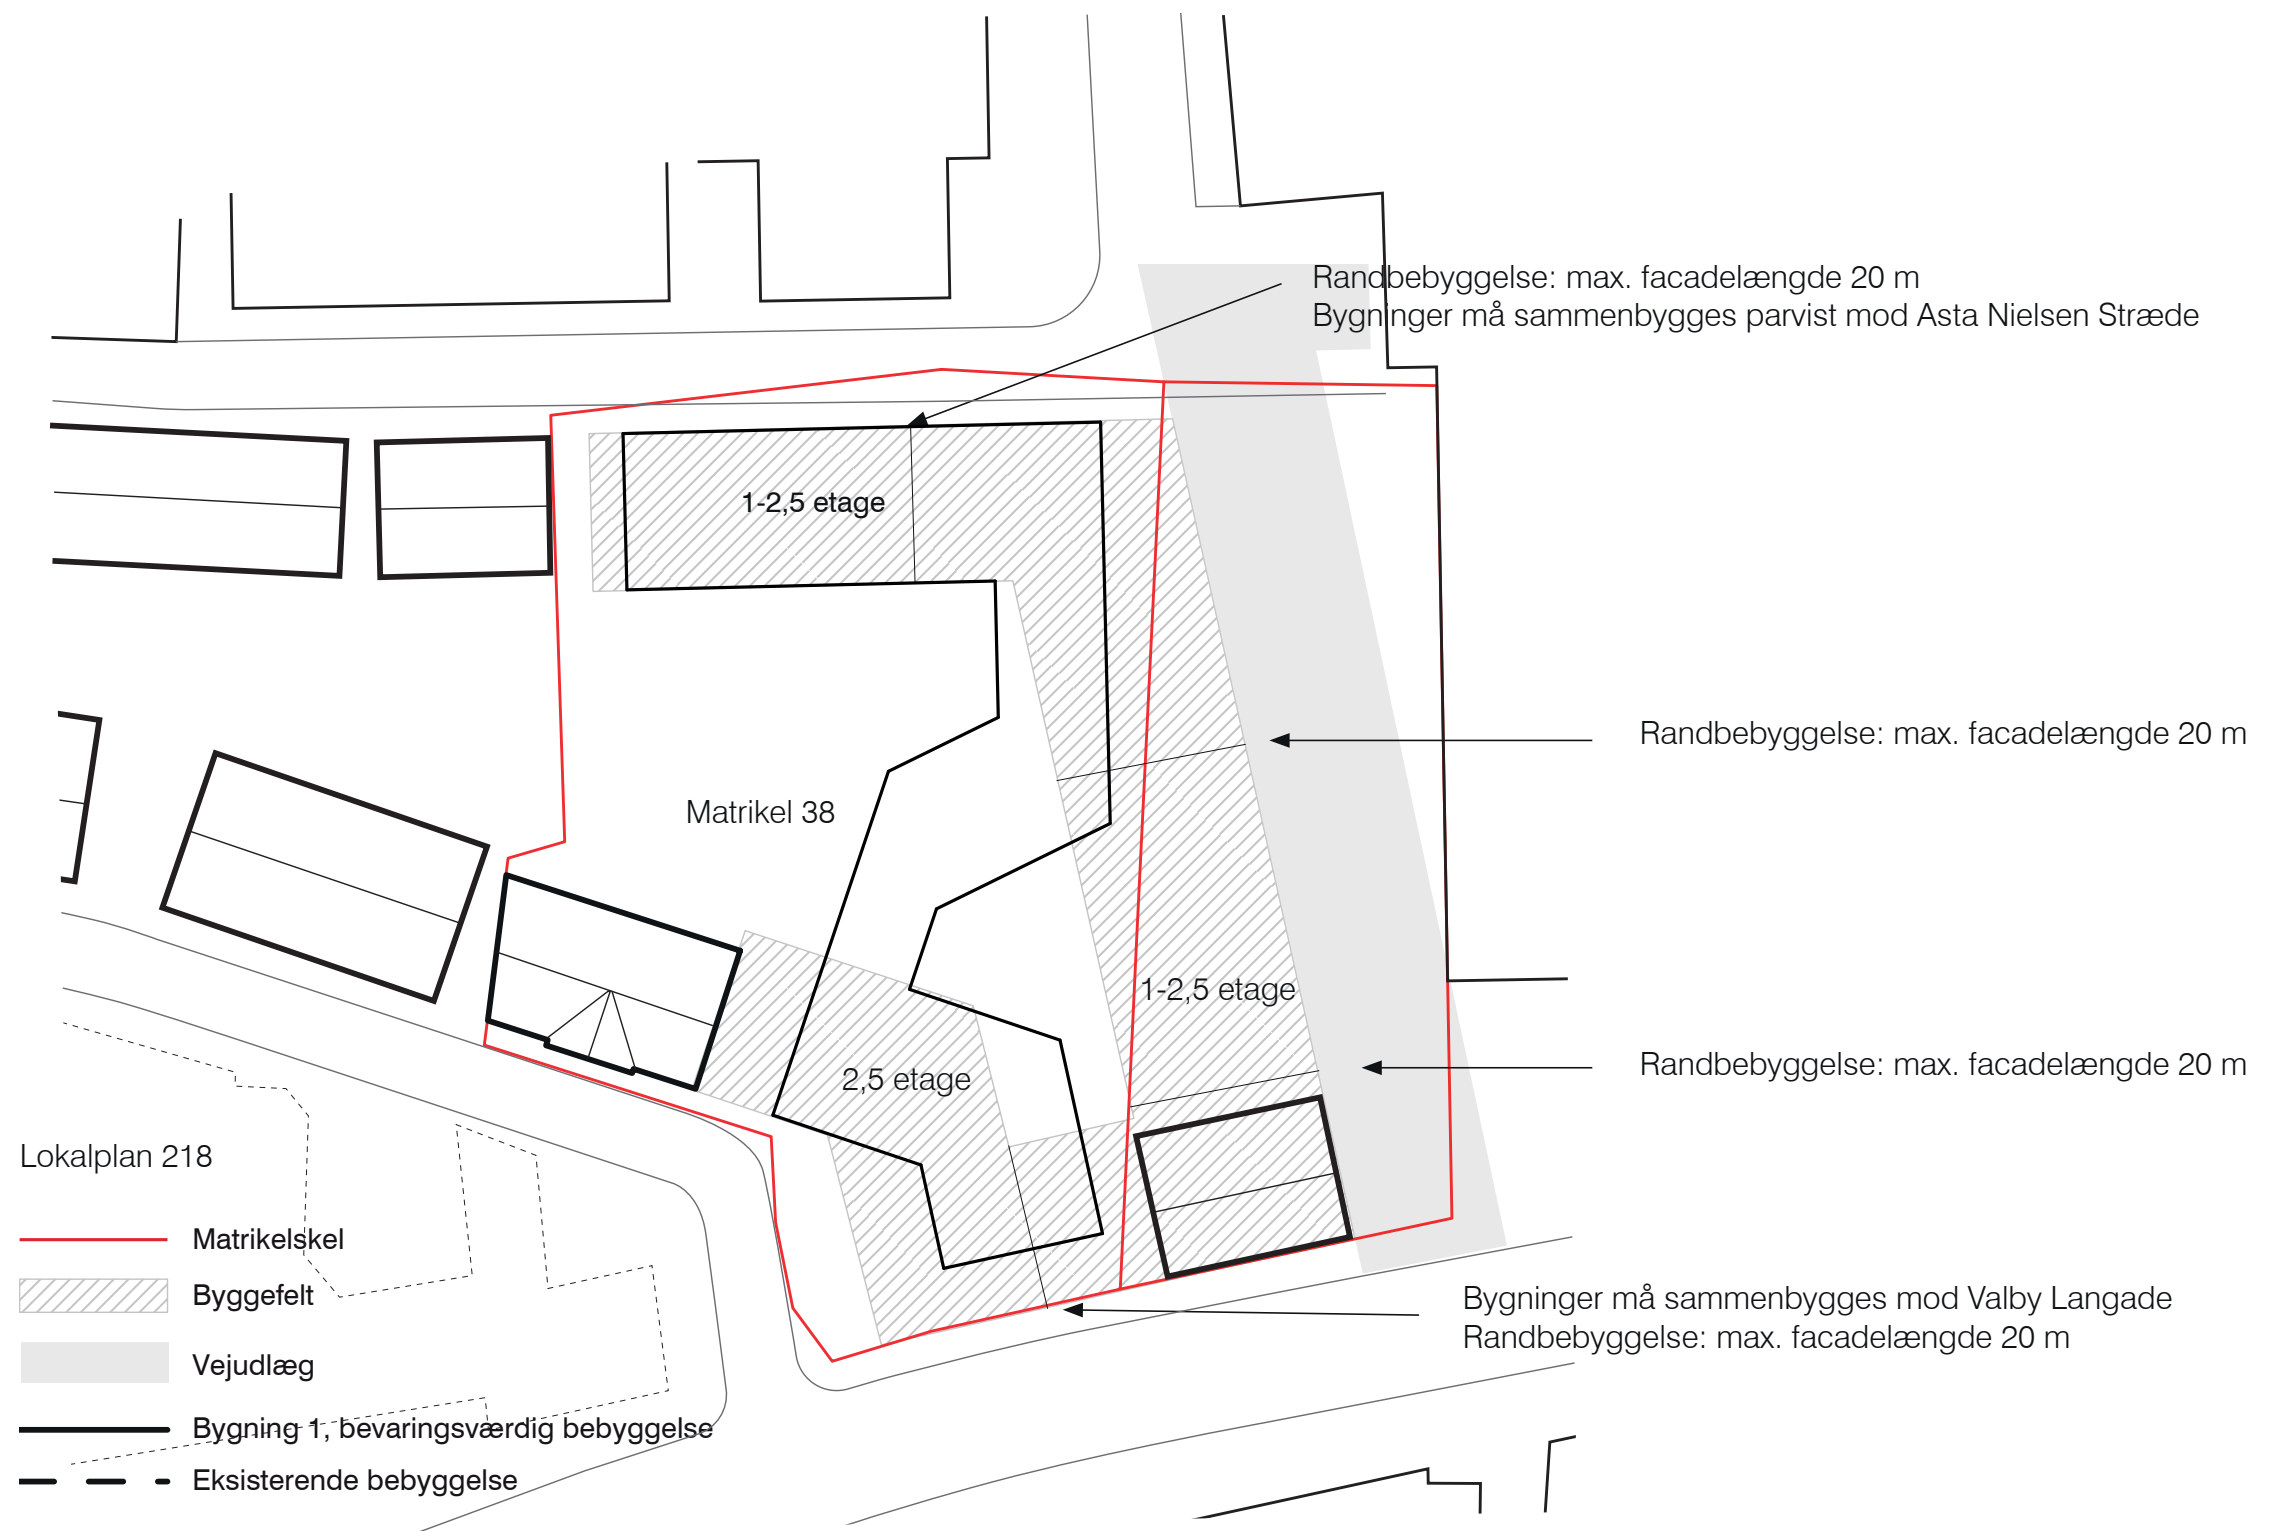 Randbebyggelse: max. facadelængde 20 m
Bygninger må sammenbygges parvist mod Asta Nielsen Stræde
1-2,5 etage
Randbebyggelse: max. facadelængde 20 m
Matrikel 38
1-2,5 etage
Randbebyggelse: max. facadelængde 20 m
2,5 etage
Lokalplan 218
Matrikelskel
Byggefelt
Vejudlæg
Bygning 1, bevaringsværdig bebyggelse
Eksisterende bebyggelse
Bygninger må sammenbygges mod Valby Langade
Randbebyggelse: max. facadelængde 20 m